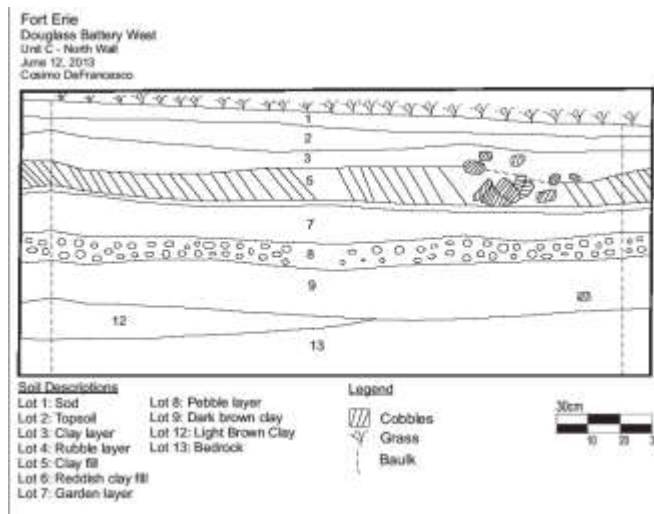 Fort Erie
Douglass Battery West
Unit C - North Wall
June 12, 2013
Cosimo DeFrancesco
1
2
3
5
7
8
9
12
13
Soil Descriptions
Lot 1: Sod
Lot 2: Topsoil
Lot 3: Clay layer
Lot 4: Rubble layer
Lot 5: Clay fill
Lot 6: Reddish clay fill
Lot 7: Garden layer
Lot 8: Pebble layer
Lot 9: Dark brown clay
Lot 12: Light Brown Clay
Lot 13: Bedrock
Legend
Cobbles
Grass
Baulk
30cm
10 20 3